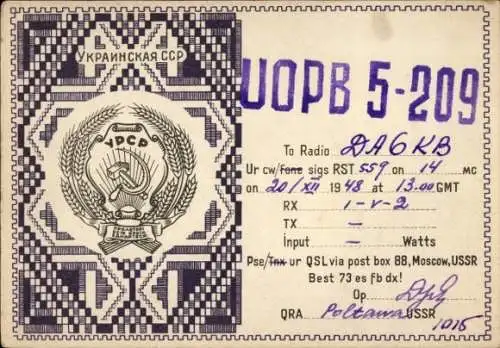 УКРАИНСКАЯ ССР
УРСР
UOPB 5-209
To Radio DA6KB
Ur cw/fone sigs RST 559 on 14 MC
on 20/XII 1948 at 13.00 GMT
RX 1-V-2
TX —
Input — Watts
Pse/Tnx ur QSL via post box 88, Moscow, USSR
Best 73 es fb dx!
Op.
QRA Poltawa USSR
1015